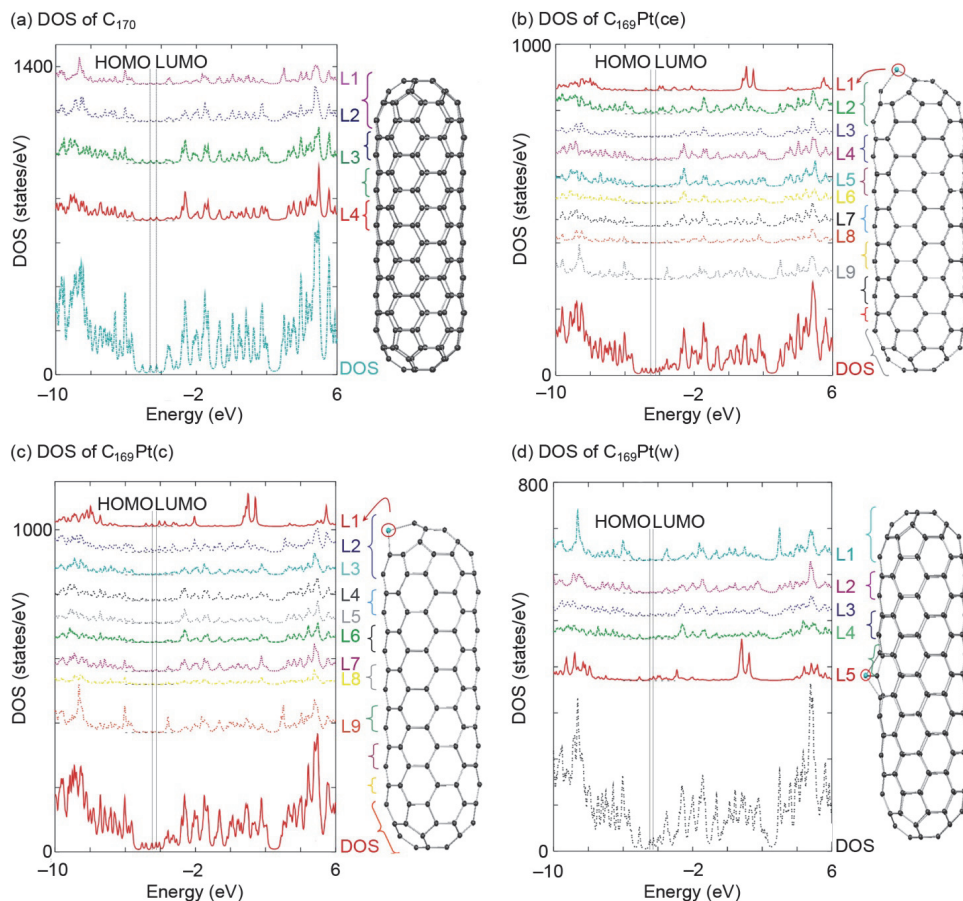 (a) DOS of C₁₇₀
1400
HOMO LUMO
L1
L2
L3
L4
DOS (states/eV)
0
DOS
–10
–2
6
Energy (eV)
(b) DOS of C₁₆₉Pt(ce)
1000
HOMO LUMO
L1
L2
L3
L4
L5
L6
L7
L8
L9
DOS (states/eV)
0
DOS
–10
–2
6
Energy (eV)
(c) DOS of C₁₆₉Pt(c)
HOMO LUMO
1000
L1
L2
L3
L4
L5
L6
L7
L8
L9
DOS (states/eV)
0
DOS
–10
–2
6
Energy (eV)
(d) DOS of C₁₆₉Pt(w)
800
HOMO LUMO
L1
L2
L3
L4
L5
DOS (states/eV)
0
DOS
–10
–2
6
Energy (eV)